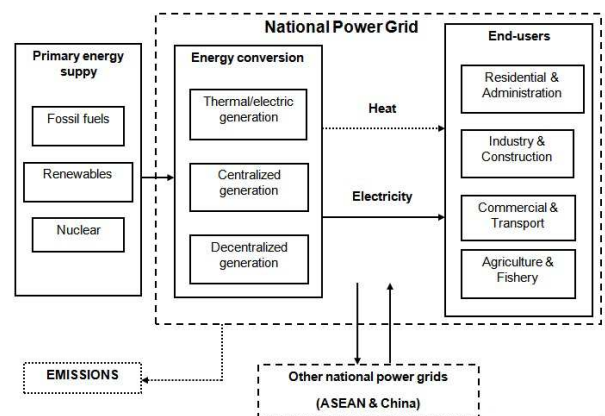 National Power Grid
Primary energy
suppy
Fossil fuels
Renewables
Nuclear
Energy conversion
Thermal/electric
generation
Centralized
generation
Decentralized
generation
Heat
Electricity
End-users
Residential &
Administration
Industry &
Construction
Commercial &
Transport
Agriculture &
Fishery
EMISSIONS
Other national power grids
(ASEAN & China)